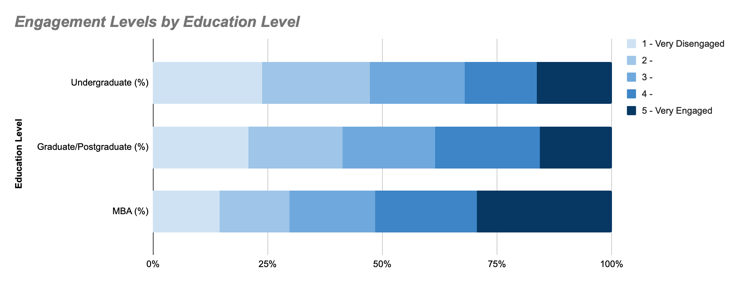 Engagement Levels by Education Level
1 - Very Disengaged
2 -
3 -
4 -
5 - Very Engaged
Education Level
Undergraduate (%)
Graduate/Postgraduate (%)
MBA (%)
0%
25%
50%
75%
100%